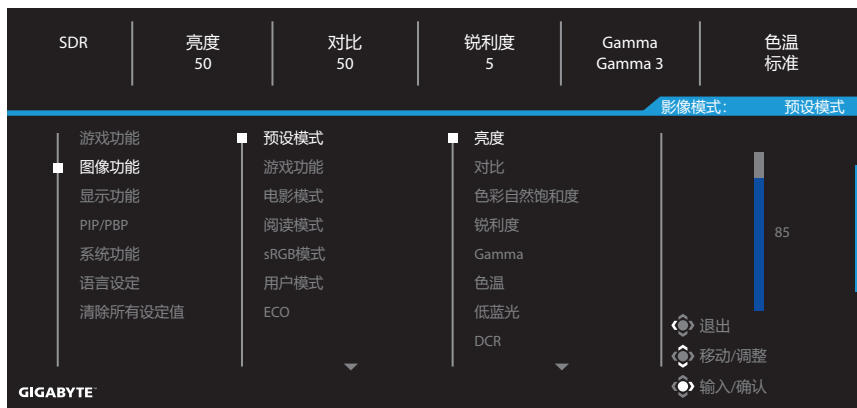 SDR
亮度
50
对比
50
锐利度
5
Gamma
Gamma 3
色温
标准
影像模式： 预设模式
游戏功能
图像功能
显示功能
PIP/PBP
系统功能
语言设定
清除所有设定值
预设模式
游戏功能
电影模式
阅读模式
sRGB模式
用户模式
ECO
亮度
对比
色彩自然饱和度
锐利度
Gamma
色温
低蓝光
DCR
85
退出
移动/调整
输入/确认
GIGABYTE™